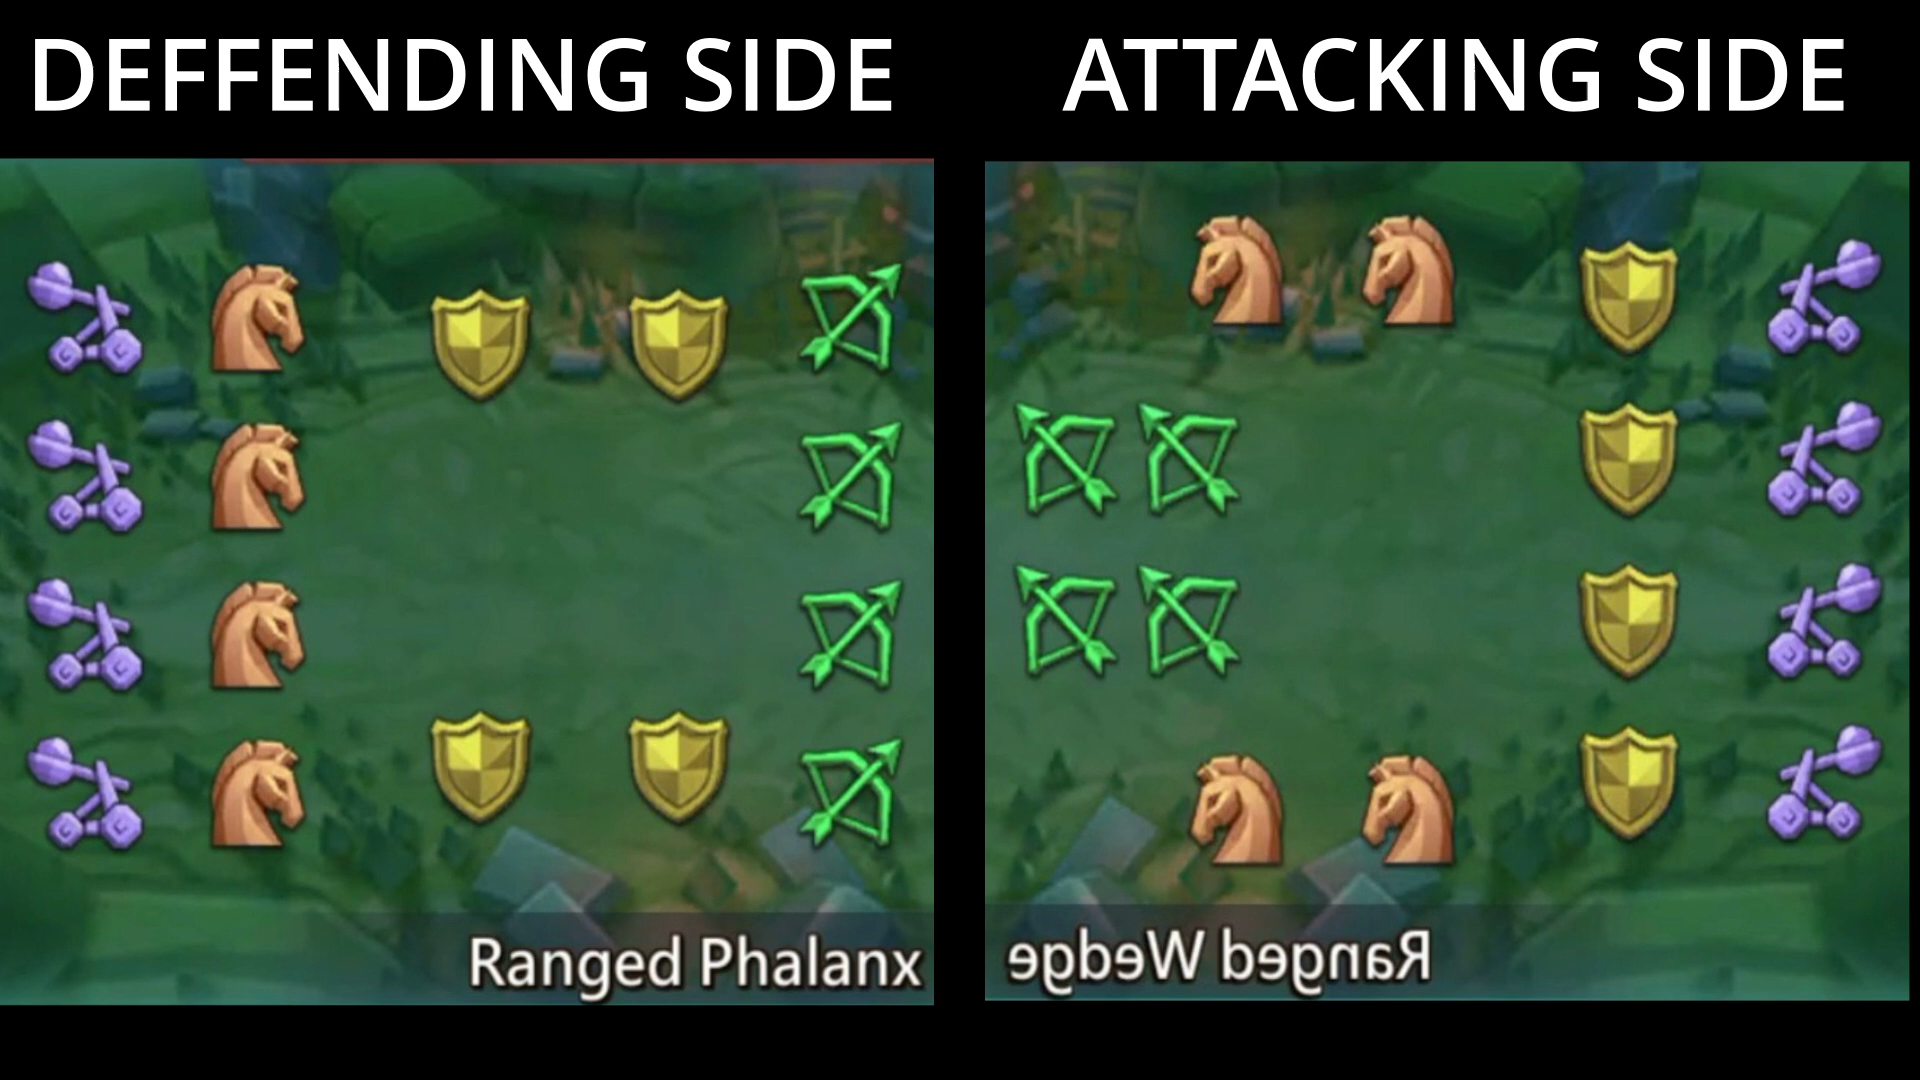 DEFFENDING SIDE
ATTACKING SIDE
Ranged Phalanx
Ranged Wedge